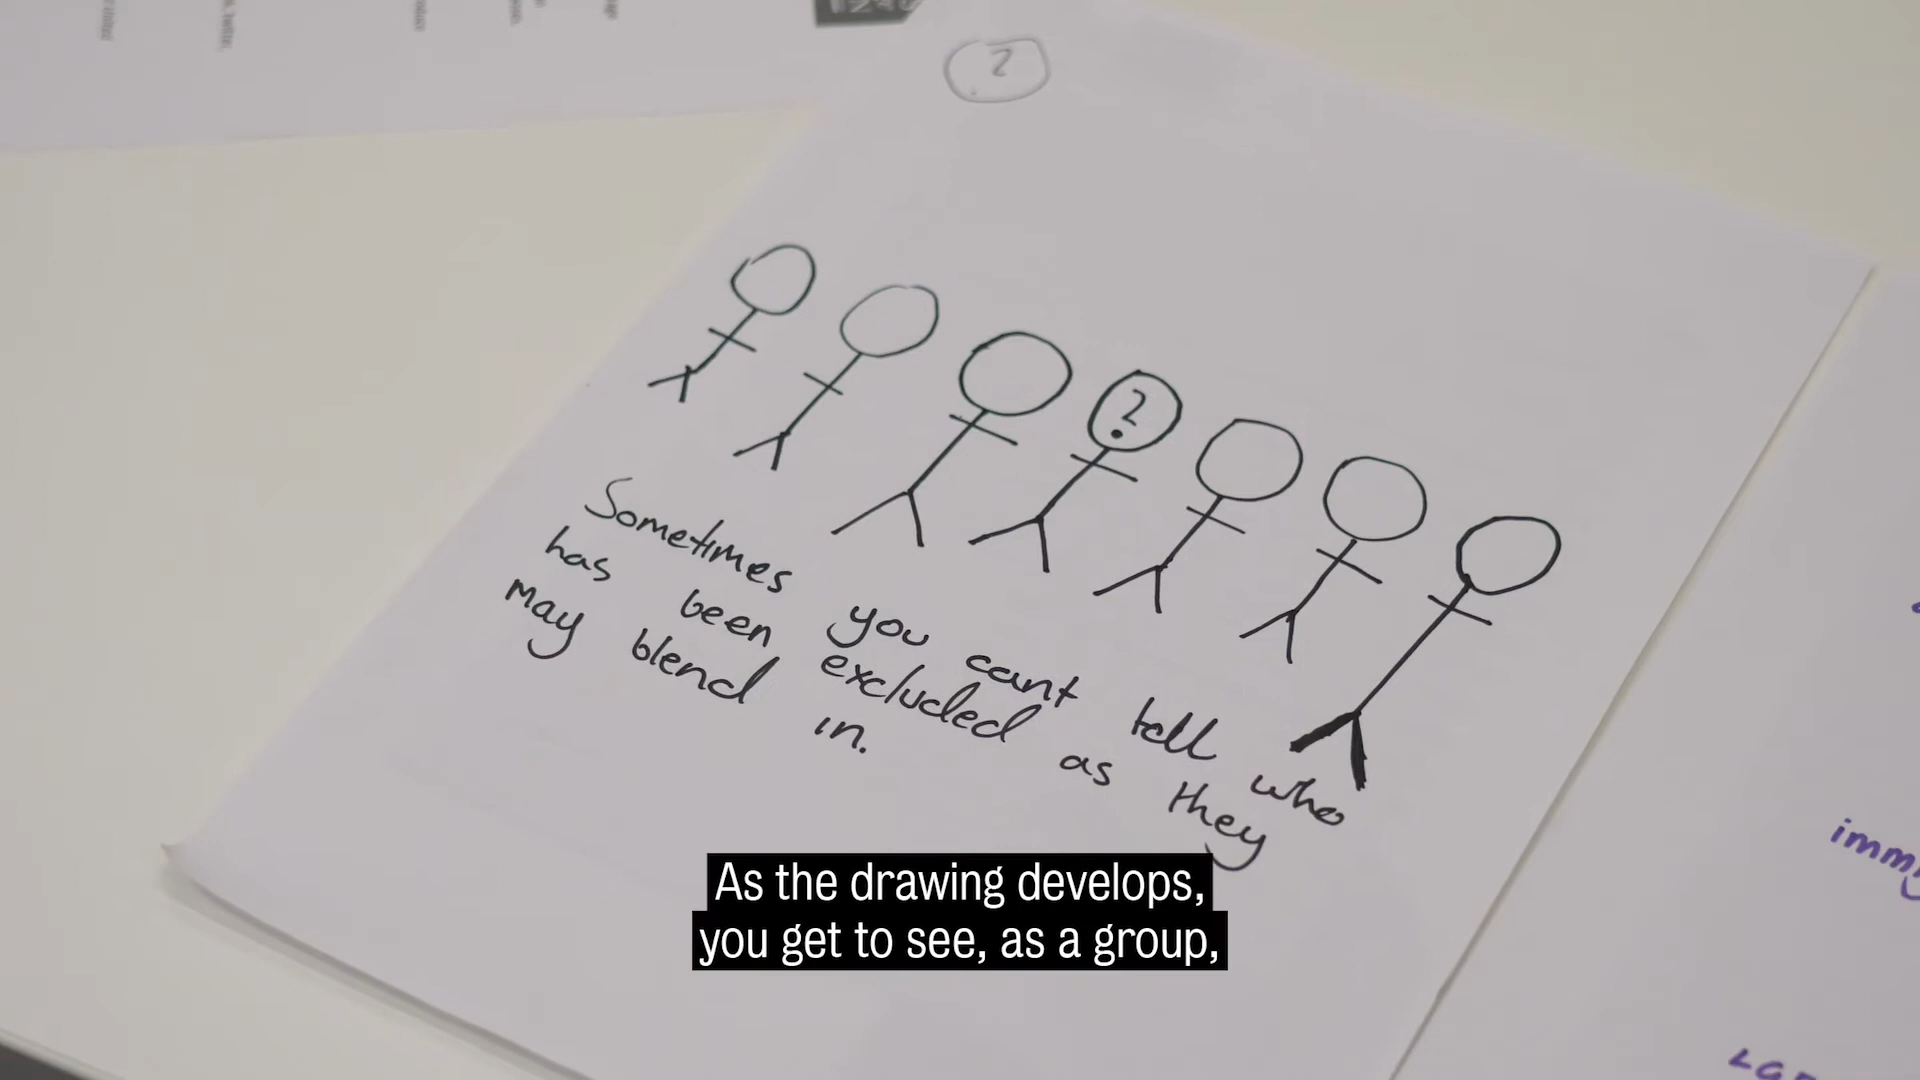 2
?
Sometimes you cant tell who
has been excluded as they
may blend in.
As the drawing develops,
you get to see, as a group,